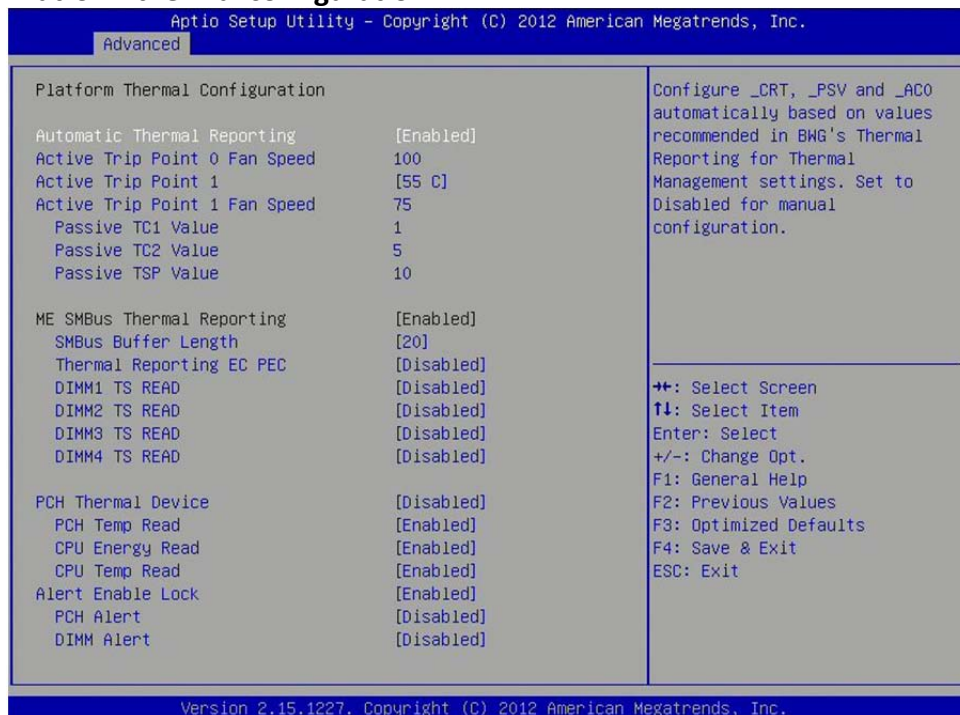 Aptio Setup Utility – Copyright (C) 2012 American Megatrends, Inc.
Advanced
Platform Thermal Configuration
Automatic Thermal Reporting [Enabled]
Active Trip Point 0 Fan Speed 100
Active Trip Point 1 [55 C]
Active Trip Point 1 Fan Speed 75
Passive TC1 Value 1
Passive TC2 Value 5
Passive TSP Value 10
ME SMBus Thermal Reporting [Enabled]
SMBus Buffer Length [20]
Thermal Reporting EC PEC [Disabled]
DIMM1 TS READ [Disabled]
DIMM2 TS READ [Disabled]
DIMM3 TS READ [Disabled]
DIMM4 TS READ [Disabled]
PCH Thermal Device [Disabled]
PCH Temp Read [Enabled]
CPU Energy Read [Enabled]
CPU Temp Read [Enabled]
Alert Enable Lock [Enabled]
PCH Alert [Disabled]
DIMM Alert [Disabled]
Configure _CRT, _PSV and _AC0
automatically based on values
recommended in BWG's Thermal
Reporting for Thermal
Management settings. Set to
Disabled for manual
configuration.
→←: Select Screen
↑↓: Select Item
Enter: Select
+/-: Change Opt.
F1: General Help
F2: Previous Values
F3: Optimized Defaults
F4: Save & Exit
ESC: Exit
Version 2.15.1227. Copyright (C) 2012 American Megatrends, Inc.